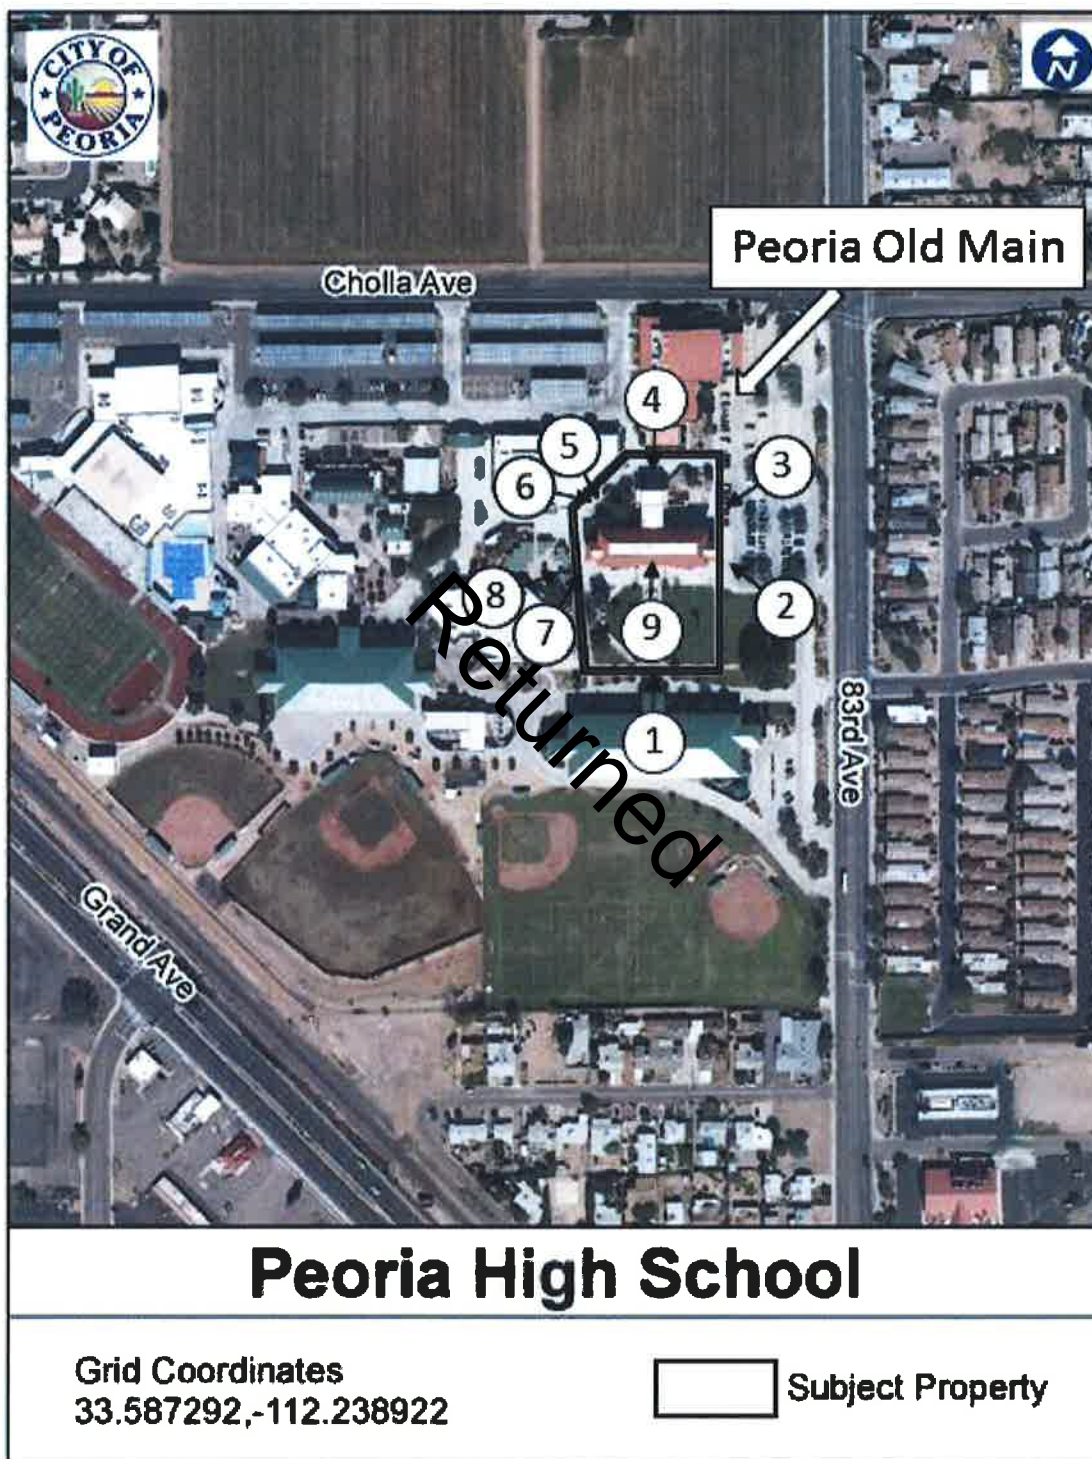 CITY OF
PEORIA
N
Peoria Old Main
Cholla Ave
4
5
3
6
8
2
7
9
1
Returned
83rd Ave
Grand Ave
Peoria High School
Grid Coordinates
33.587292,-112.238922
Subject Property